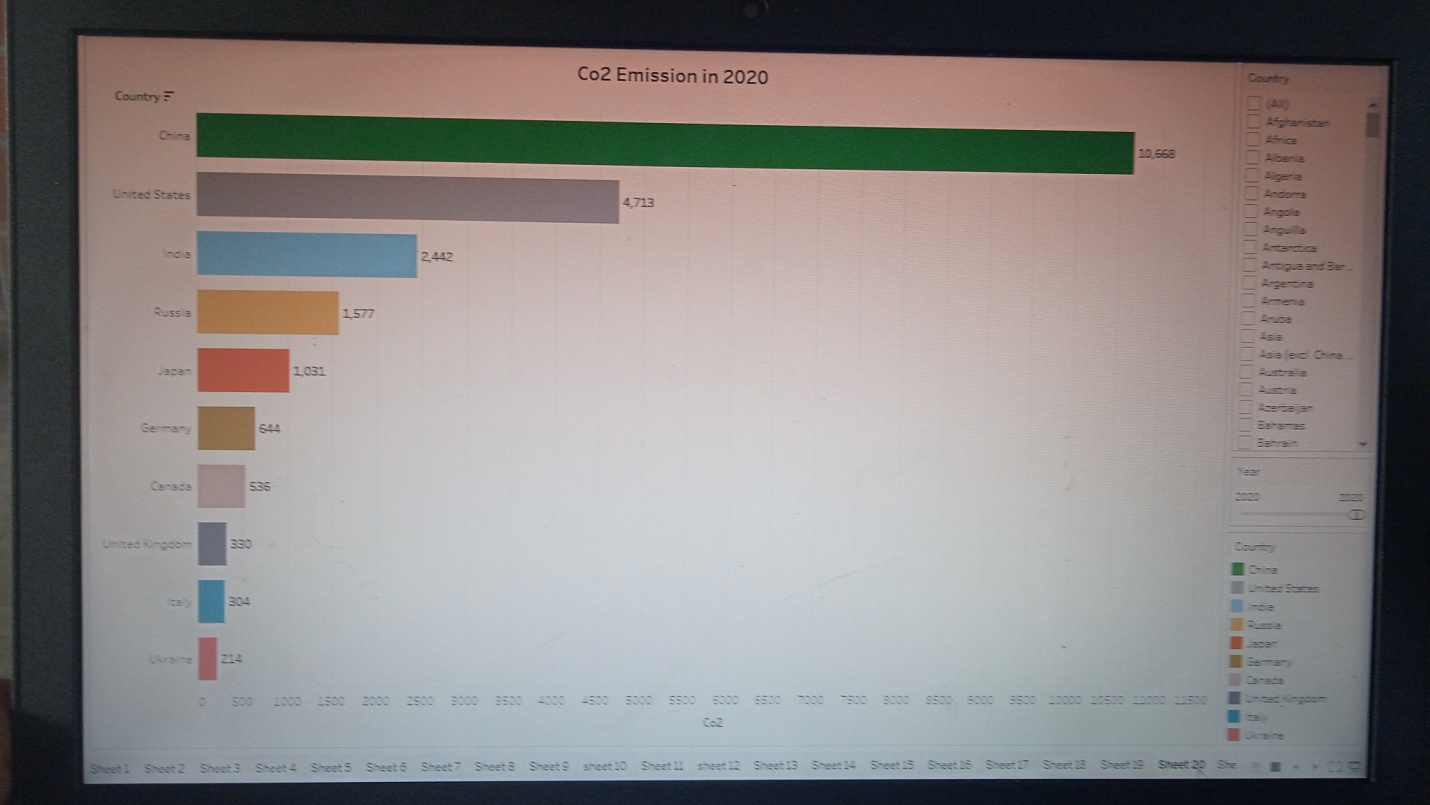 Co2 Emission in 2020
Country
China
10,668
United States
4,713
India
2,442
Russia
1,577
Japan
1,031
Germany
644
Canada
536
United Kingdom
330
Italy
304
Ukraine
214
0 500 1000 1500 2000 2500 3000 3500 4000 4500 5000 5500 6000 6500 7000 7500 8000 8500 9000 9500 10000 10500 11000 11500
Co2
Country
(All)
Afghanistan
Africa
Albania
Algeria
Andorra
Angola
Anguilla
Antarctica
Antigua and Bar...
Argentina
Armenia
Aruba
Asia
Asia (excl. China ...
Australia
Austria
Azerbaijan
Bahamas
Bahrain
Year
2020 2020
Country
China
United States
India
Russia
Japan
Germany
Canada
United Kingdom
Italy
Ukraine
Sheet 1 Sheet 2 Sheet 3 Sheet 4 Sheet 5 Sheet 6 Sheet 7 Sheet 8 Sheet 9 sheet 10 Sheet 11 sheet 12 Sheet 13 Sheet 14 Sheet 15 Sheet 16 Sheet 17 Sheet 18 Sheet 19 Sheet 20 She